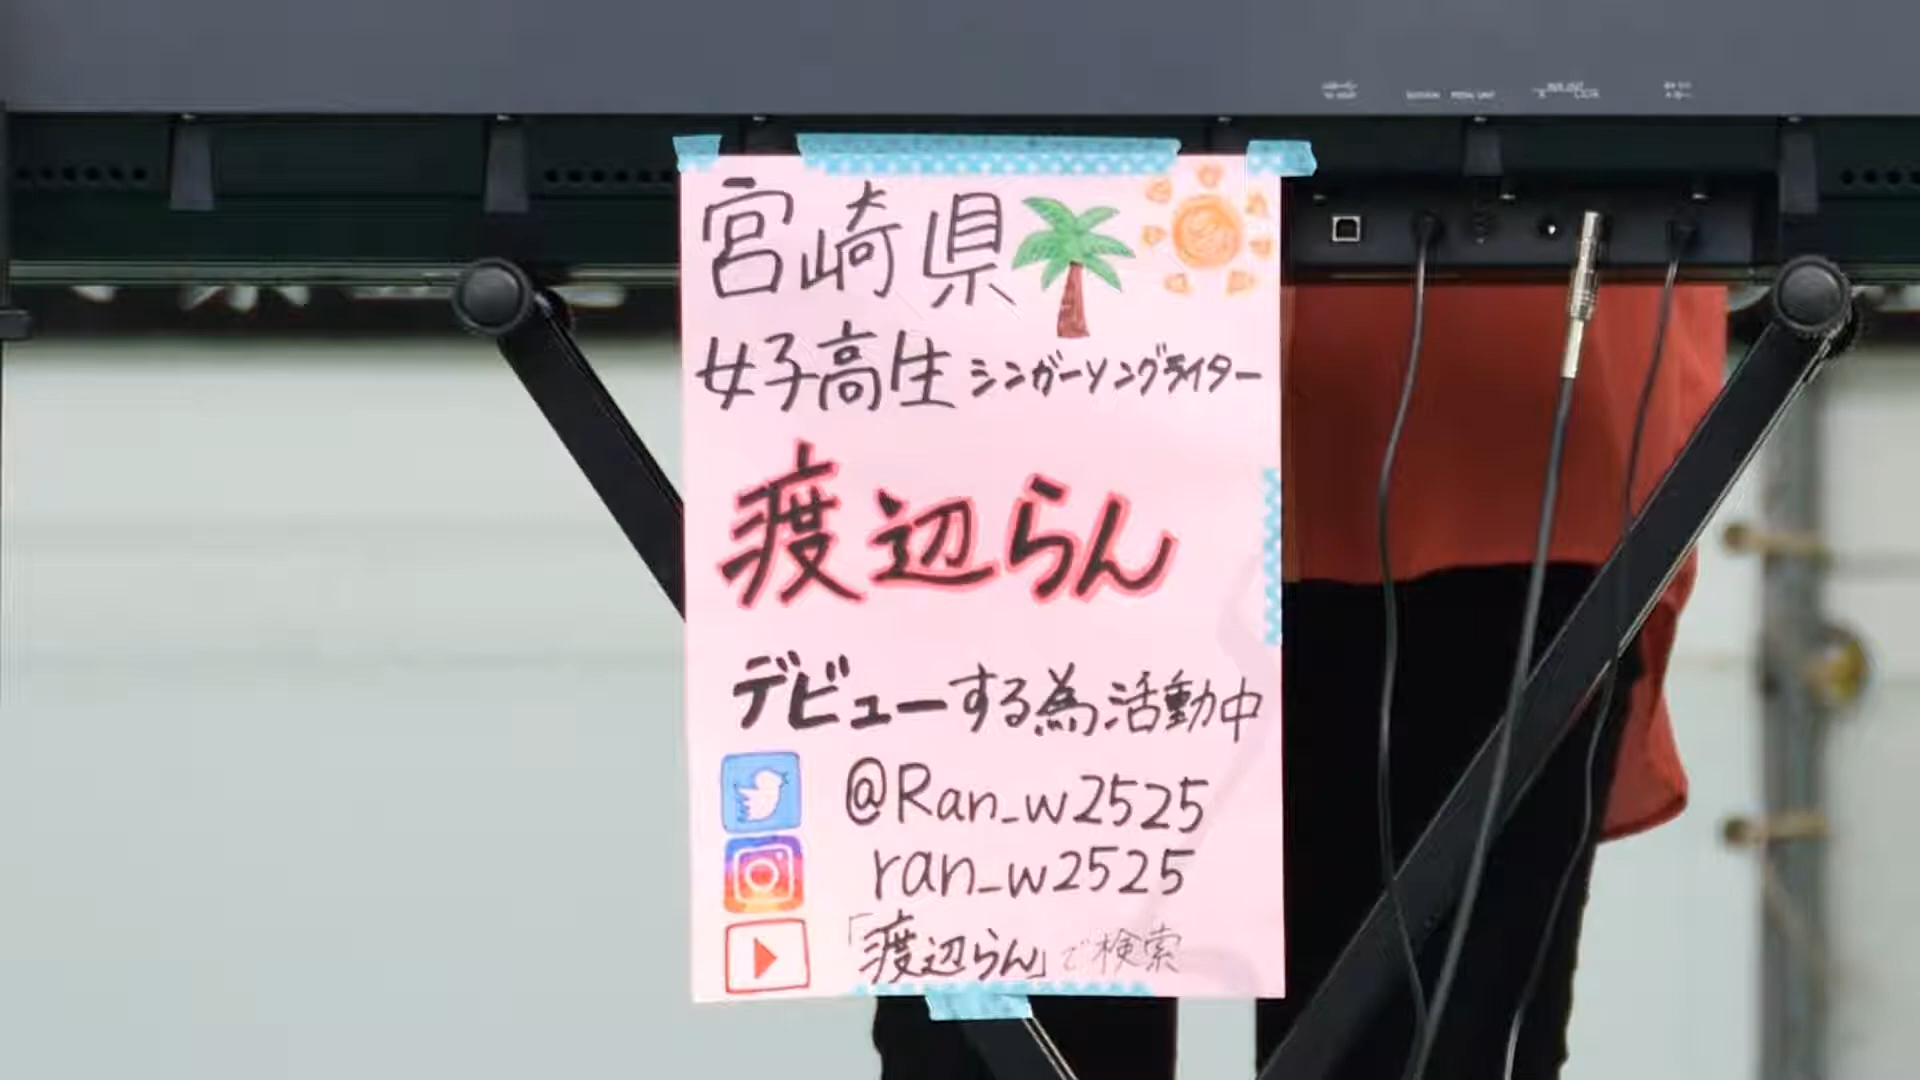 宮崎県
女子高生シンガーソングライター
渡辺らん
デビューする為活動中
@Ran_w2525
ran_w2525
「渡辺らん」で検索